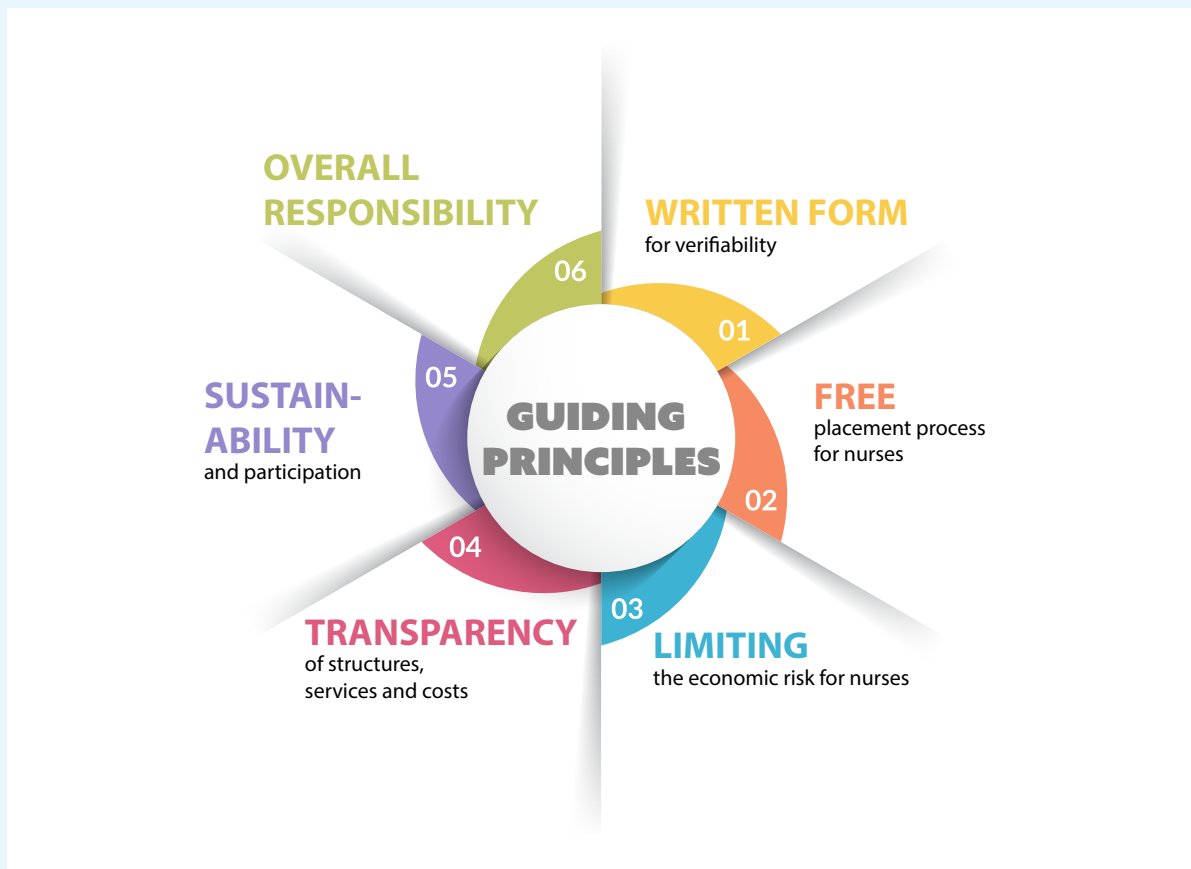 GUIDING
PRINCIPLES
01
WRITTEN FORM
for verifiability
02
FREE
placement process
for nurses
03
LIMITING
the economic risk for nurses
04
TRANSPARENCY
of structures,
services and costs
05
SUSTAIN-
ABILITY
and participation
06
OVERALL
RESPONSIBILITY